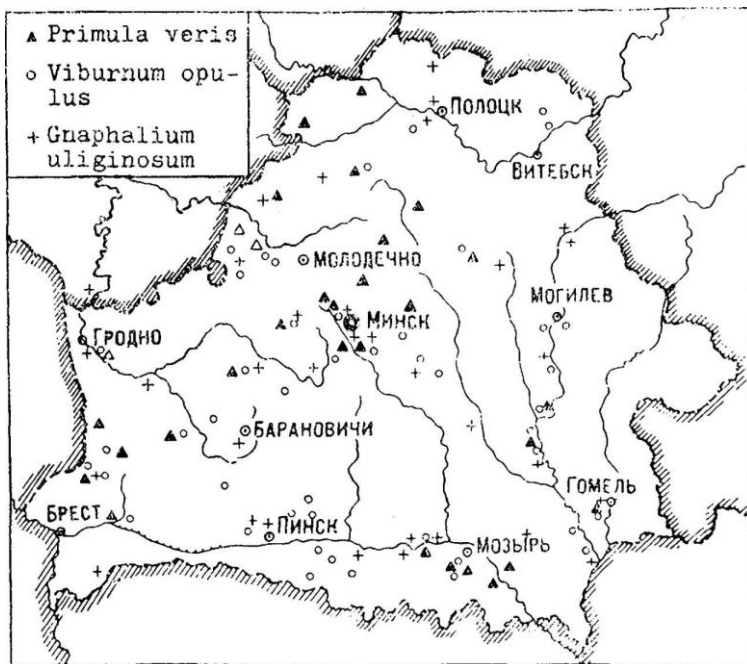 Primula veris
Viburnum opu-
lus
Gnaphalium
uliginosum
ПОЛОЦК
ВИТЕБСК
МОЛОДЕЧНО
МОГИЛЕВ
МИНСК
ГРОДНО
БАРАНОВИЧИ
ГОМЕЛЬ
БРЕСТ
ПИНСК
МОЗЫРЬ